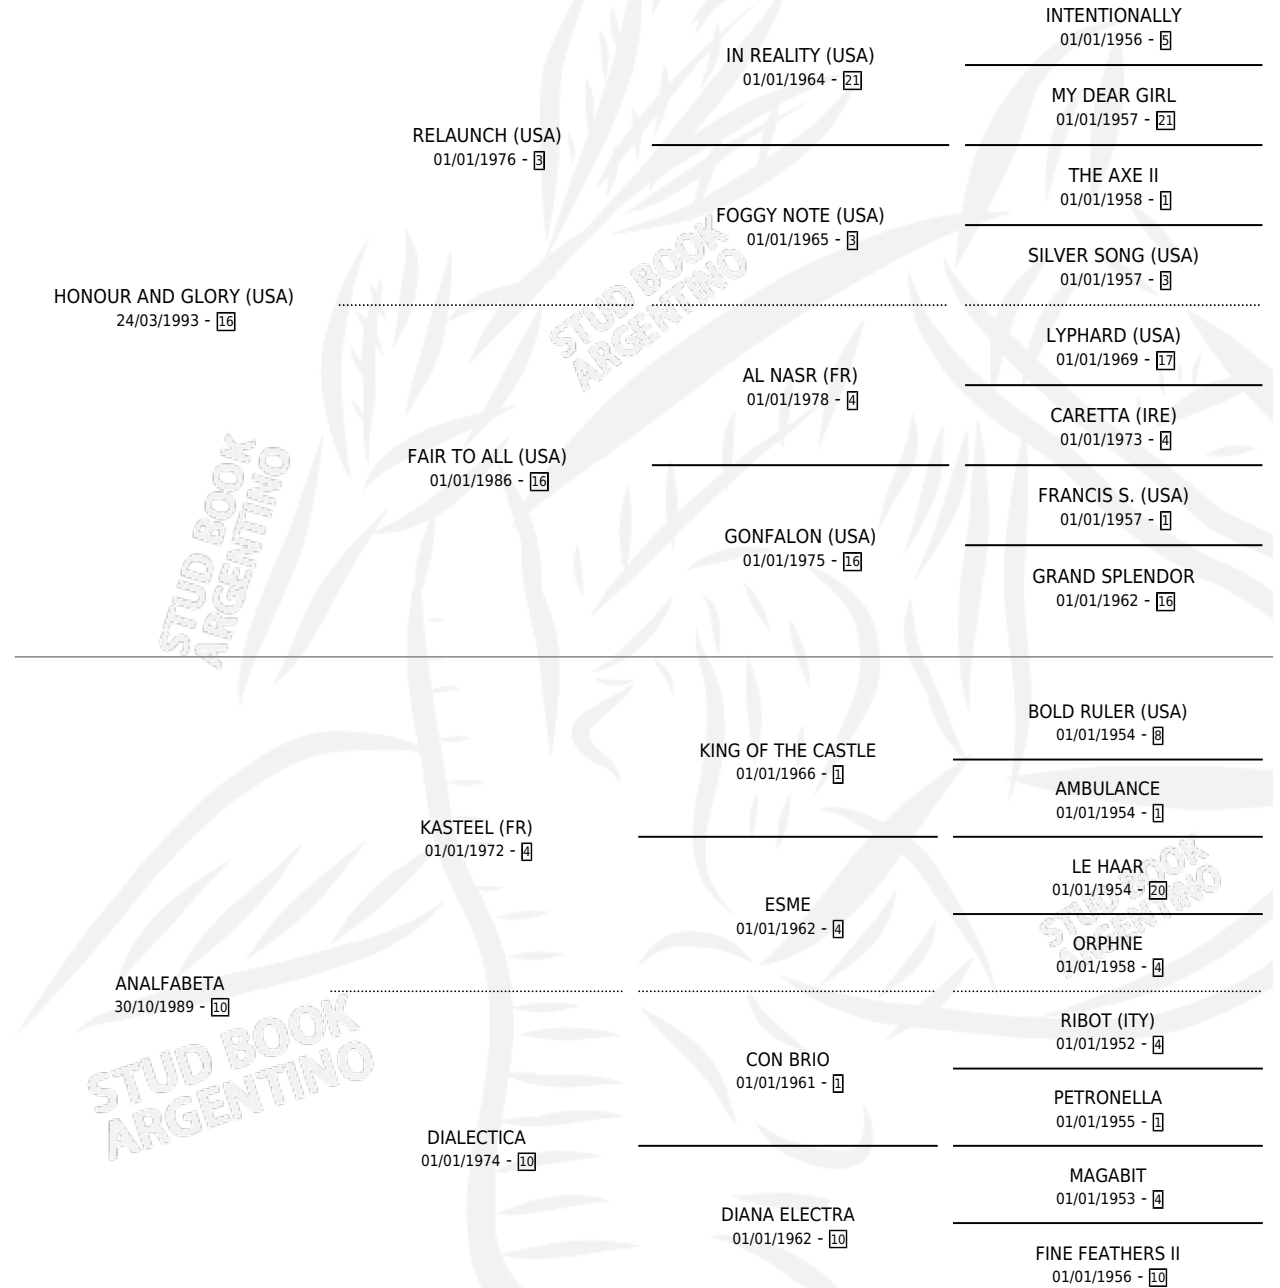 INTENTIONALLY
01/01/1956 - 5
IN REALITY (USA)
01/01/1964 - 21
MY DEAR GIRL
01/01/1957 - 21
RELAUNCH (USA)
01/01/1976 - 3
THE AXE II
01/01/1958 - 1
FOGGY NOTE (USA)
01/01/1965 - 3
SILVER SONG (USA)
01/01/1957 - 3
HONOUR AND GLORY (USA)
24/03/1993 - 16
STUD BOOK
ARGENTINO
LYPHARD (USA)
01/01/1969 - 17
AL NASR (FR)
01/01/1978 - 4
CARETTA (IRE)
01/01/1973 - 4
FAIR TO ALL (USA)
01/01/1986 - 16
FRANCIS S. (USA)
01/01/1957 - 1
GONFALON (USA)
01/01/1975 - 16
GRAND SPLENDOR
01/01/1962 - 16
STUD BOOK
ARGENTINO
BOLD RULER (USA)
01/01/1954 - 8
KING OF THE CASTLE
01/01/1966 - 1
AMBULANCE
01/01/1954 - 1
KASTEEL (FR)
01/01/1972 - 4
LE HAAR
01/01/1954 - 20
ESME
01/01/1962 - 4
ORPHNE
01/01/1958 - 4
STUD BOOK
ARGENTINO
ANALFABETA
30/10/1989 - 10
RIBOT (ITY)
01/01/1952 - 4
CON BRIO
01/01/1961 - 1
PETRONELLA
01/01/1955 - 1
STUD BOOK
ARGENTINO
DIALECTICA
01/01/1974 - 10
MAGABIT
01/01/1953 - 4
DIANA ELECTRA
01/01/1962 - 10
FINE FEATHERS II
01/01/1956 - 10